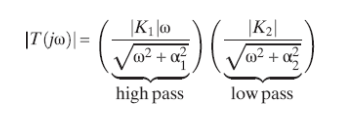 |T(jω)| = ( |K₁|ω / √(ω² + α₁²) ) ( |K₂| / √(ω² + α₂²) )
high pass low pass